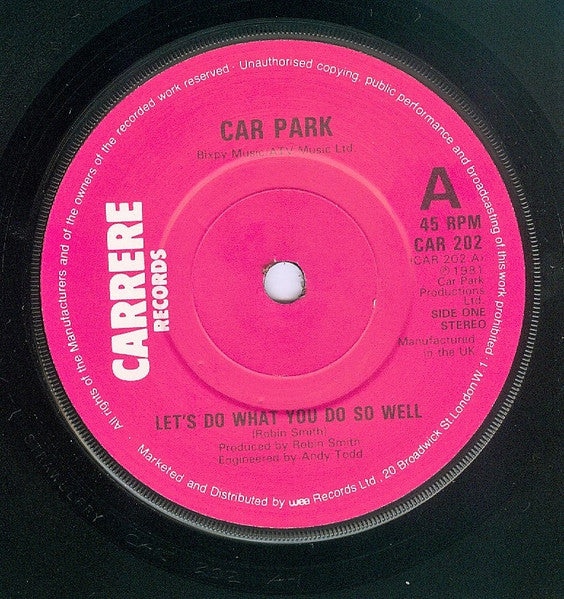 All rights of the Manufacturers and of the owners of the recorded work reserved · Unauthorised copying, public performance and broadcasting of this work prohibited
CAR PARK
Bixpy Music/ATV Music Ltd.
CARRERE
RECORDS
A
45 RPM
CAR 202
(CAR 202.A)
℗ 1981
Car Park
Productions
Ltd.
SIDE ONE
STEREO
Manufactured
in the UK
LET'S DO WHAT YOU DO SO WELL
(Robin Smith)
Produced by Robin Smith
Engineered by Andy Todd
Marketed and Distributed by wea Records Ltd., 20 Broadwick St. London W1